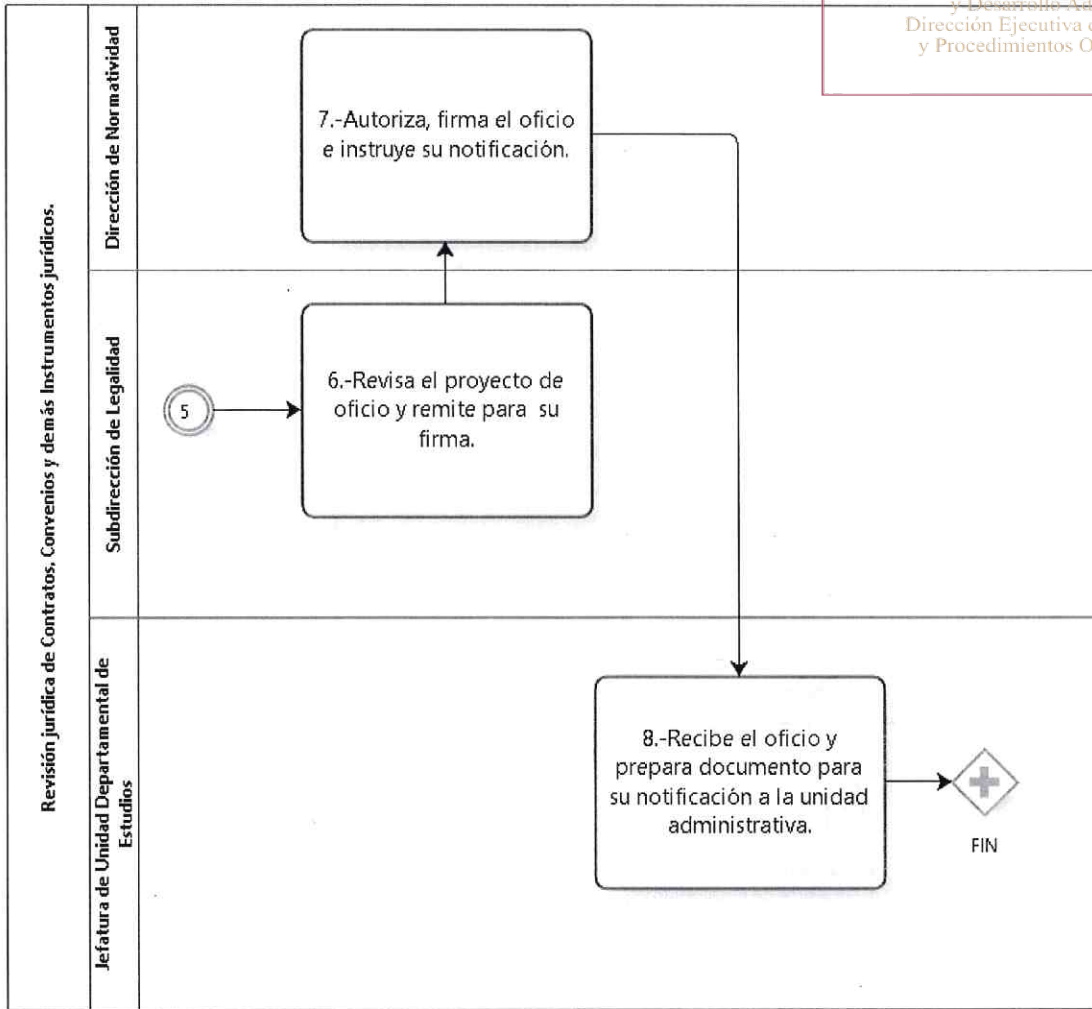 y Desarrollo Ad
Dirección Ejecutiva
y Procedimientos O
Revisión jurídica de Contratos, Convenios y demás Instrumentos jurídicos.
Dirección de Normatividad
7.-Autoriza, firma el oficio
e instruye su notificación.
Subdirección de Legalidad
5
6.-Revisa el proyecto de
oficio y remite para su
firma.
Jefatura de Unidad Departamental de
Estudios
8.-Recibe el oficio y
prepara documento para
su notificación a la unidad
administrativa.
FIN